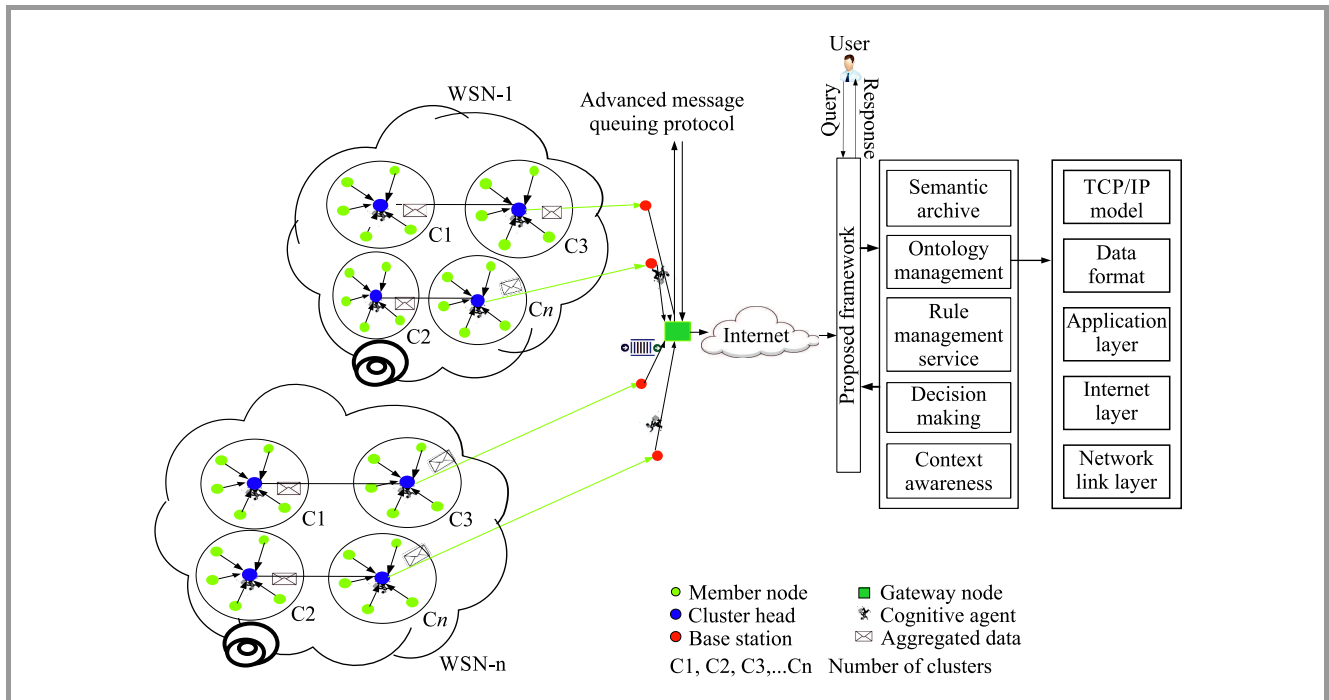 User
Query
Response
WSN-1
Advanced message
queuing protocol
C1
C3
C2
Cn
Internet
Proposed framework
Semantic
archive
Ontology
management
Rule
management
service
Decision
making
Context
awareness
TCP/IP
model
Data
format
Application
layer
Internet
layer
Network
link layer
C1
C3
C2
Cn
WSN-n
Member node
Cluster head
Base station
Gateway node
Cognitive agent
Aggregated data
C1, C2, C3,...Cn Number of clusters